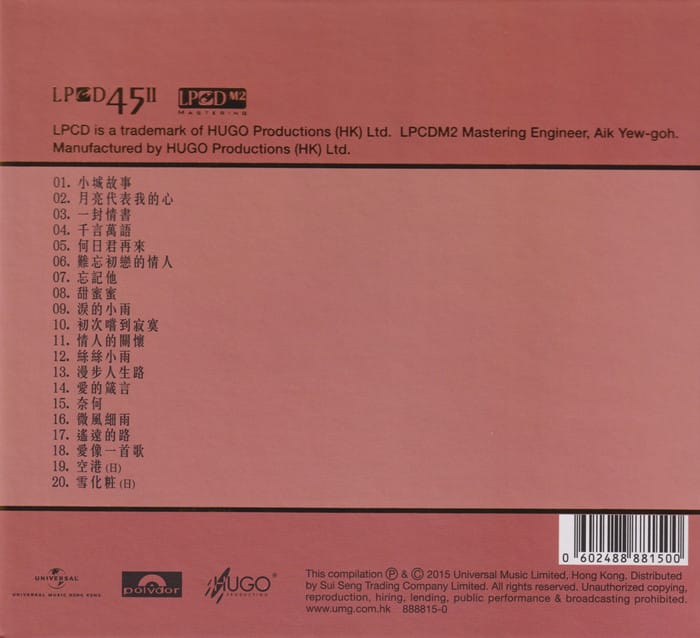 LPCD45II LPCD M2
MASTERING
LPCD is a trademark of HUGO Productions (HK) Ltd. LPCDM2 Mastering Engineer, Aik Yew-goh.
Manufactured by HUGO Productions (HK) Ltd.
01. 小城故事
02. 月亮代表我的心
03. 一封情書
04. 千言萬語
05. 何日君再來
06. 難忘初戀的情人
07. 忘記他
08. 甜蜜蜜
09. 淚的小雨
10. 初次嚐到寂寞
11. 情人的關懷
12. 絲絲小雨
13. 漫步人生路
14. 愛的箴言
15. 奈何
16. 微風細雨
17. 遙遠的路
18. 愛像一首歌
19. 空港(日)
20. 雪化粧(日)
0 602488 881500
UNIVERSAL
UNIVERSAL MUSIC HONG KONG
polydor
HUGO®
PRODUCTION
This compilation Ⓟ & © 2015 Universal Music Limited, Hong Kong. Distributed
by Sui Seng Trading Company Limited. All rights reserved. Unauthorized copying,
reproduction, hiring, lending, public performance & broadcasting prohibited.
www.umg.com.hk 888815-0